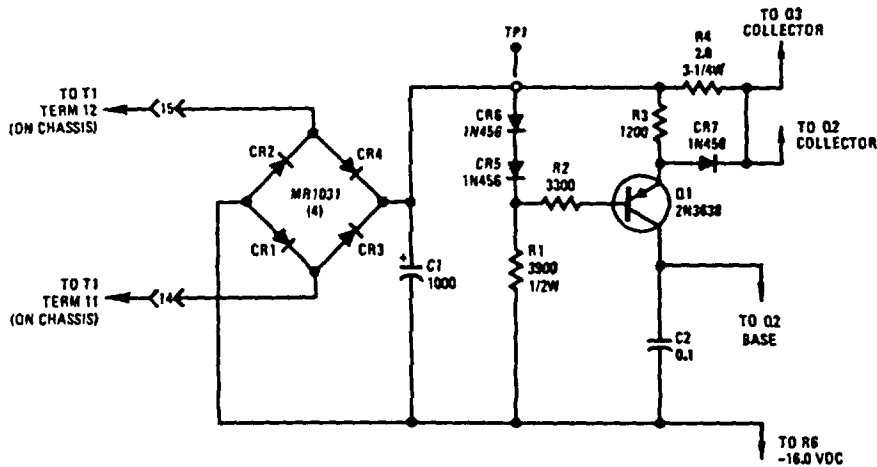 TO T1
TERM 12
(ON CHASSIS)
15
CR2
CR4
MR1031
(4)
CR1
CR3
TO T1
TERM 11
(ON CHASSIS)
14
+
C1
1000
TP1
CR6
1N456
CR5
1N456
R2
3300
R1
3900
1/2W
R3
1200
R4
2.0
3-1/4W
CR7
1N456
Q1
2N3638
TO Q3
COLLECTOR
TO Q2
COLLECTOR
TO Q2
BASE
C2
0.1
TO R6
-16.0 VDC